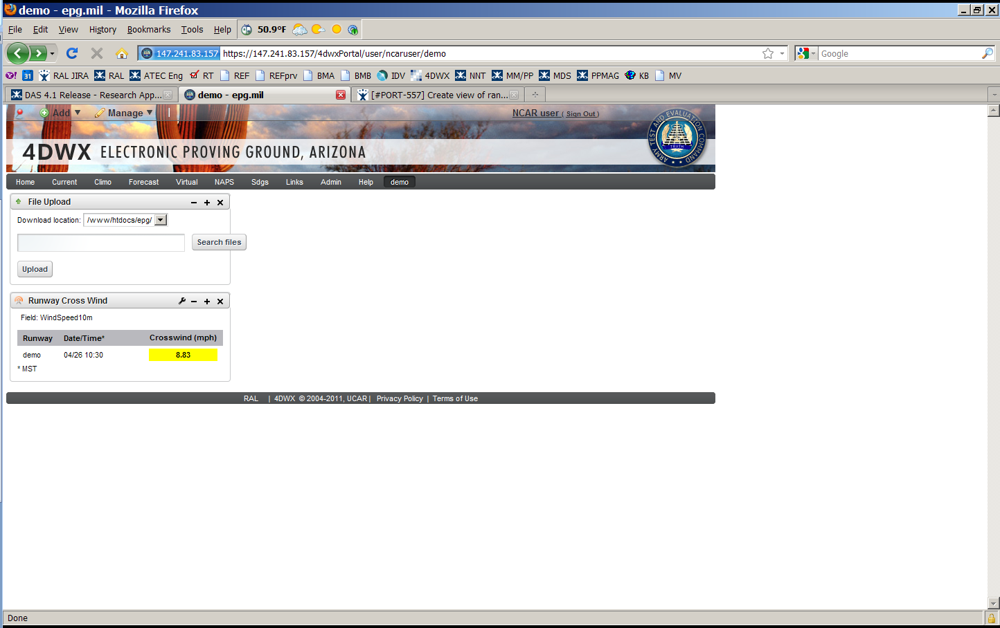 demo - epg.mil - Mozilla Firefox
File Edit View History Bookmarks Tools Help 50.9°F
147.241.83.157 https://147.241.83.157/4dwxPortal/user/ncaruser/demo Google
Y! 31 RAL JIRA RAL ATEC Eng RT REF REFprv BMA BMB IDV 4DWX NNT MM/PP MDS PPMAG KB MV
DAS 4.1 Release - Research App... demo - epg.mil [#PORT-557] Create view of ran...
Add Manage NCAR user ( Sign Out )
ARMY TEST AND EVALUATION COMMAND
TRUTH
4DWX ELECTRONIC PROVING GROUND, ARIZONA
Home Current Climo Forecast Virtual NAPS Sdgs Links Admin Help demo
File Upload
Download location: /www/htdocs/epg/
Search files
Upload
Runway Cross Wind
Field: WindSpeed10m
Runway Date/Time* Crosswind (mph)
demo 04/26 10:30 8.83
* MST
RAL | 4DWX © 2004-2011, UCAR | Privacy Policy | Terms of Use
Done